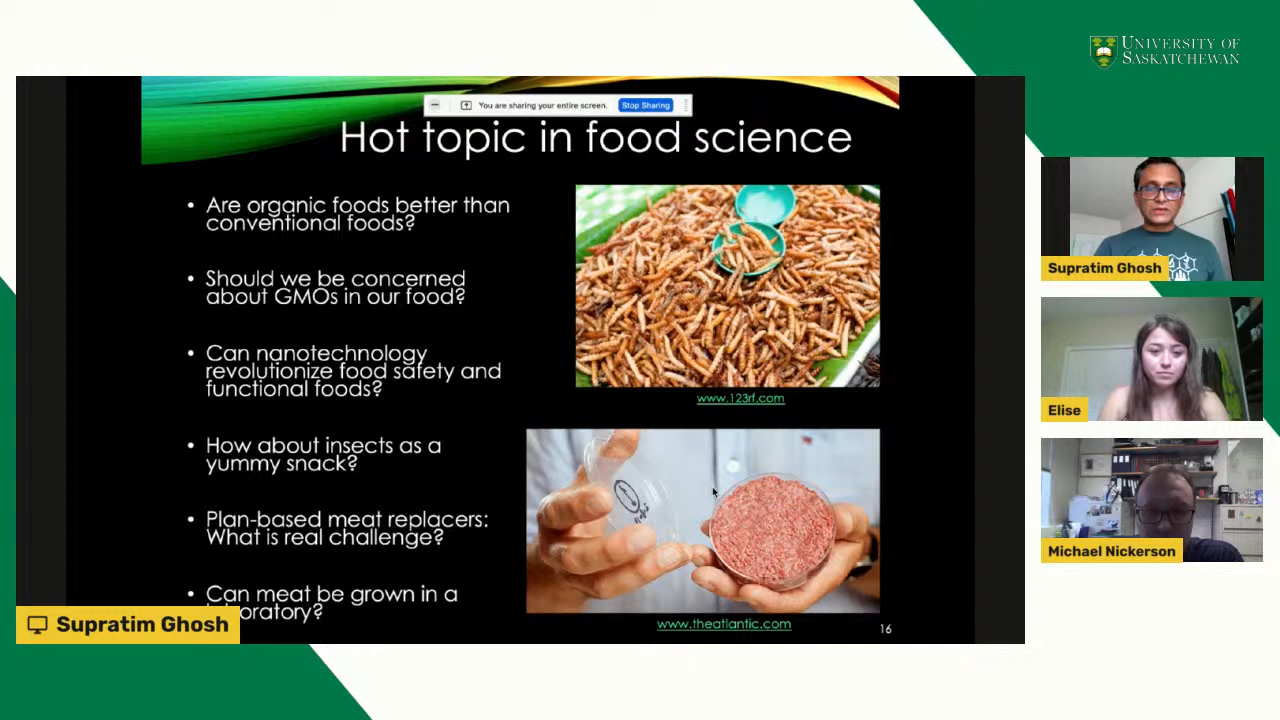 UNIVERSITY OF
SASKATCHEWAN
You are sharing your entire screen.
Stop Sharing
Hot topic in food science
• Are organic foods better than
conventional foods?
• Should we be concerned
about GMOs in our food?
• Can nanotechnology
revolutionize food safety and
functional foods?
• How about insects as a
yummy snack?
• Plan-based meat replacers:
What is real challenge?
• Can meat be grown in a
oratory?
www.123rf.com
www.theatlantic.com
16
Supratim Ghosh
Supratim Ghosh
Elise
Michael Nickerson